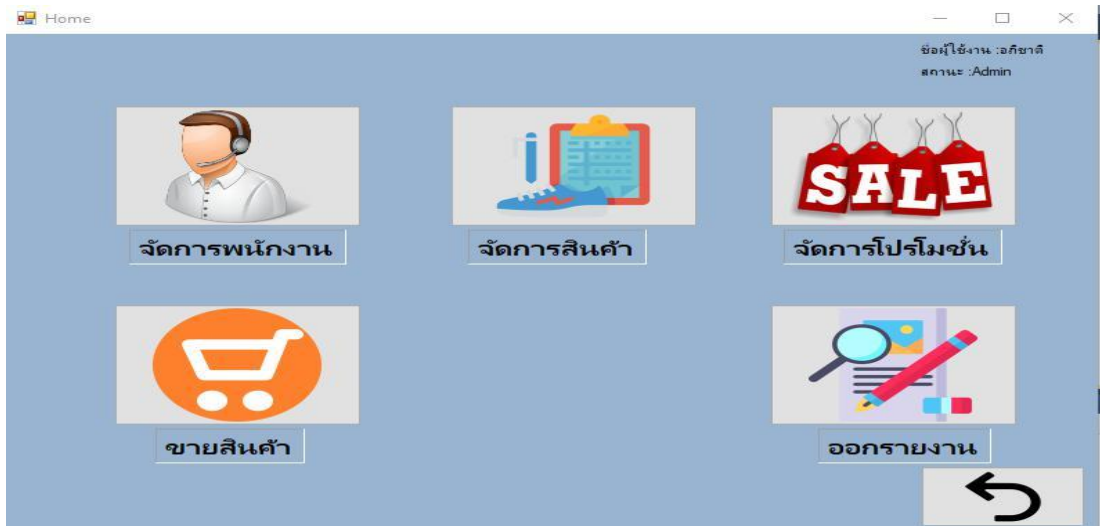 Home
ชื่อผู้ใช้งาน :อภิชาติ
สถานะ :Admin
SALE
จัดการพนักงาน
จัดการสินค้า
จัดการโปรโมชั่น
ขายสินค้า
ออกรายงาน